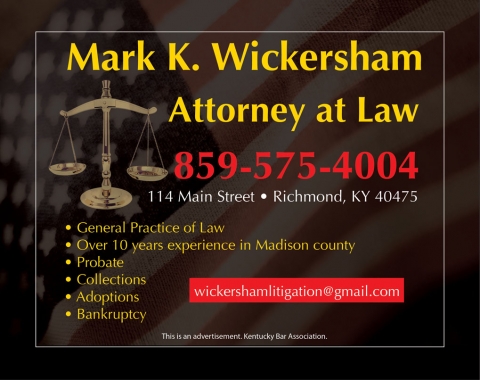 Mark K. Wickersham
Attorney at Law
859-575-4004
114 Main Street • Richmond, KY 40475
• General Practice of Law
• Over 10 years experience in Madison county
• Probate
• Collections
• Adoptions
• Bankruptcy
wickershamlitigation@gmail.com
This is an advertisement. Kentucky Bar Association.